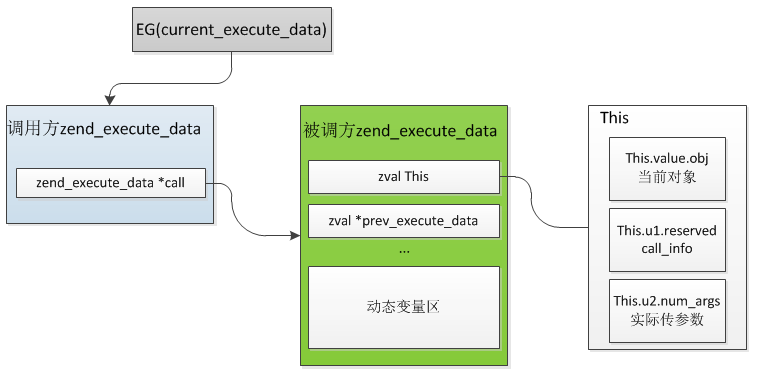 EG(current_execute_data)
调用方zend_execute_data
zend_execute_data *call
被调方zend_execute_data
zval This
zval *prev_execute_data
...
动态变量区
This
This.value.obj
当前对象
This.u1.reserved
call_info
This.u2.num_args
实际传参数